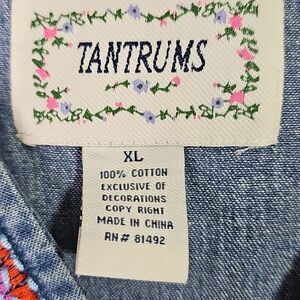 TANTRUMS
XL
100% COTTON
EXCLUSIVE OF
DECORATIONS
COPY RIGHT
MADE IN CHINA
RN# 81492